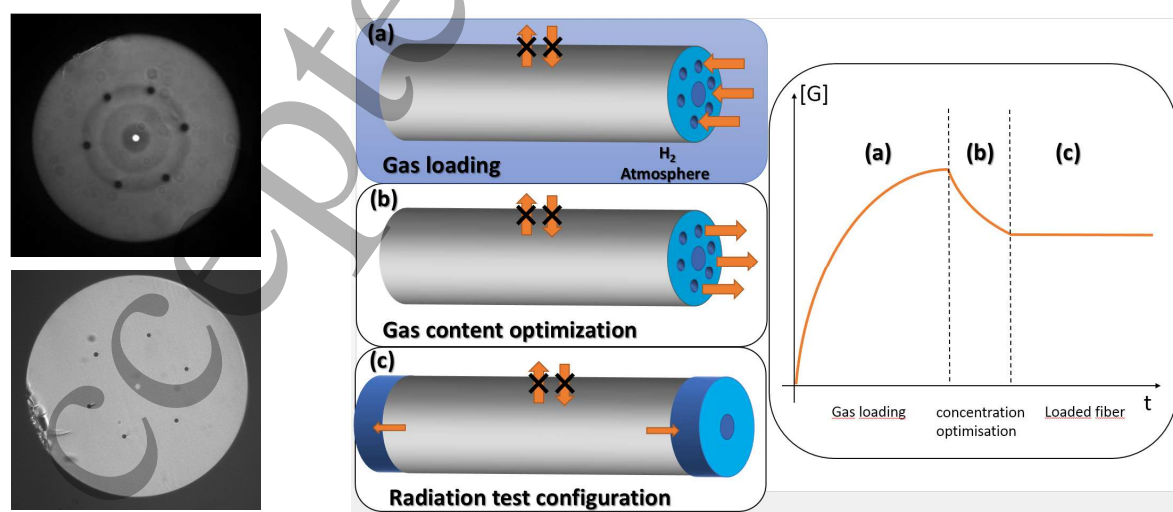 (a)
Gas loading
H₂
Atmosphere
(b)
Gas content optimization
(c)
Radiation test configuration
[G]
(a)
(b)
(c)
t
Gas loading
concentration
optimisation
Loaded fiber